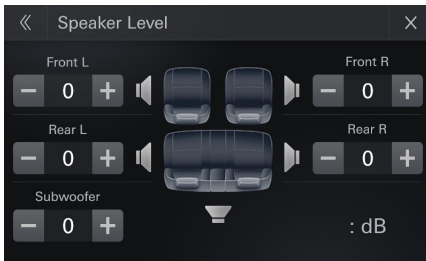 Speaker Level
Front L
Front R
− 0 +
− 0 +
Rear L
Rear R
− 0 +
− 0 +
Subwoofer
− 0 +
: dB